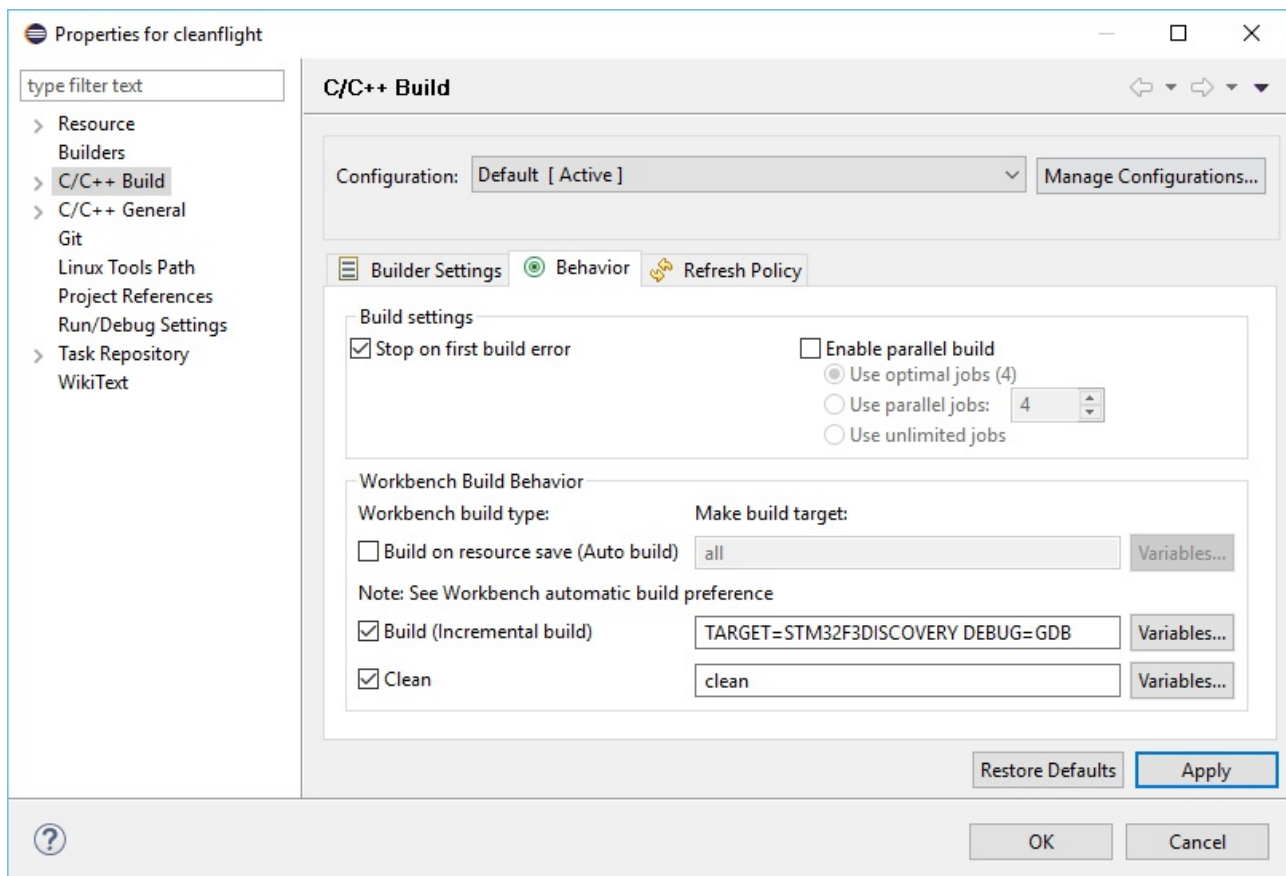 Properties for cleanflight
type filter text
Resource
Builders
C/C++ Build
C/C++ General
Git
Linux Tools Path
Project References
Run/Debug Settings
Task Repository
WikiText
C/C++ Build
Configuration: Default [ Active ] Manage Configurations...
Builder Settings Behavior Refresh Policy
Build settings
Stop on first build error Enable parallel build
Use optimal jobs (4)
Use parallel jobs: 4
Use unlimited jobs
Workbench Build Behavior
Workbench build type: Make build target:
Build on resource save (Auto build) all Variables...
Note: See Workbench automatic build preference
Build (Incremental build) TARGET=STM32F3DISCOVERY DEBUG=GDB Variables...
Clean clean Variables...
Restore Defaults Apply
? OK Cancel